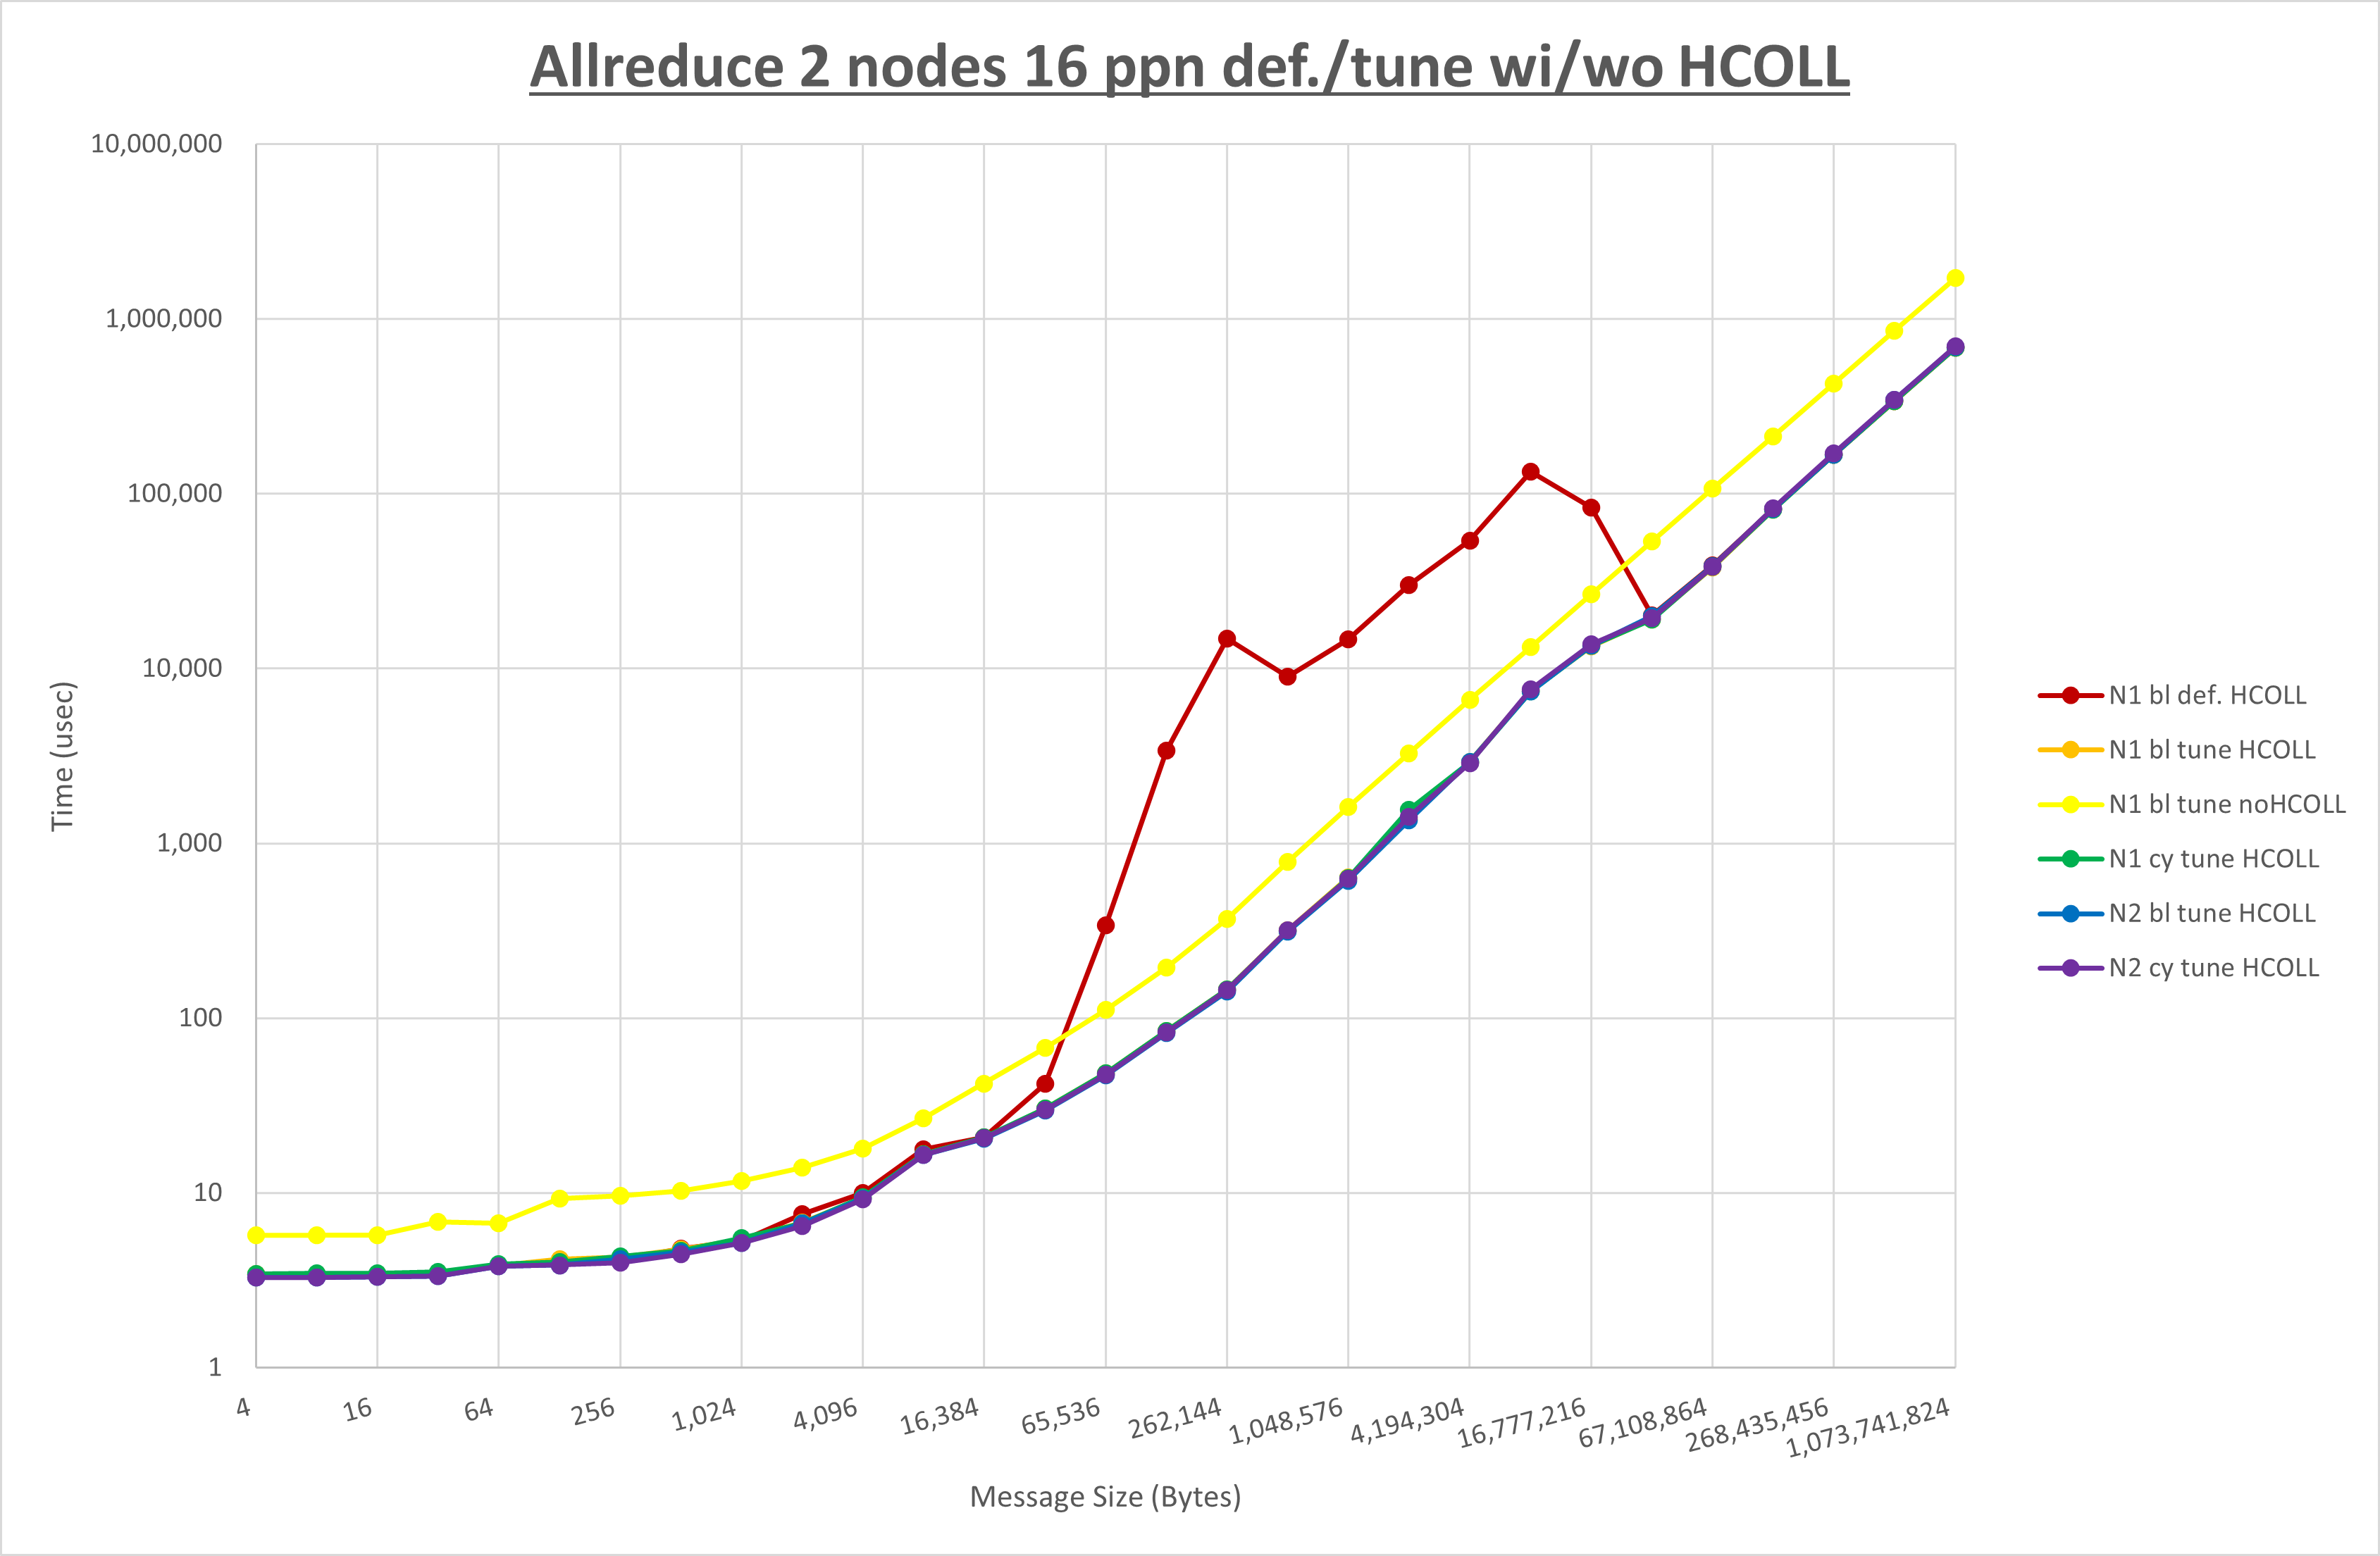 Allreduce 2 nodes 16 ppn def./tune wi/wo HCOLL
10,000,000
1,000,000
100,000
10,000
1,000
100
10
1
Time (usec)
4
16
64
256
1,024
4,096
16,384
65,536
262,144
1,048,576
4,194,304
16,777,216
67,108,864
268,435,456
1,073,741,824
Message Size (Bytes)
N1 bl def. HCOLL
N1 bl tune HCOLL
N1 bl tune noHCOLL
N1 cy tune HCOLL
N2 bl tune HCOLL
N2 cy tune HCOLL